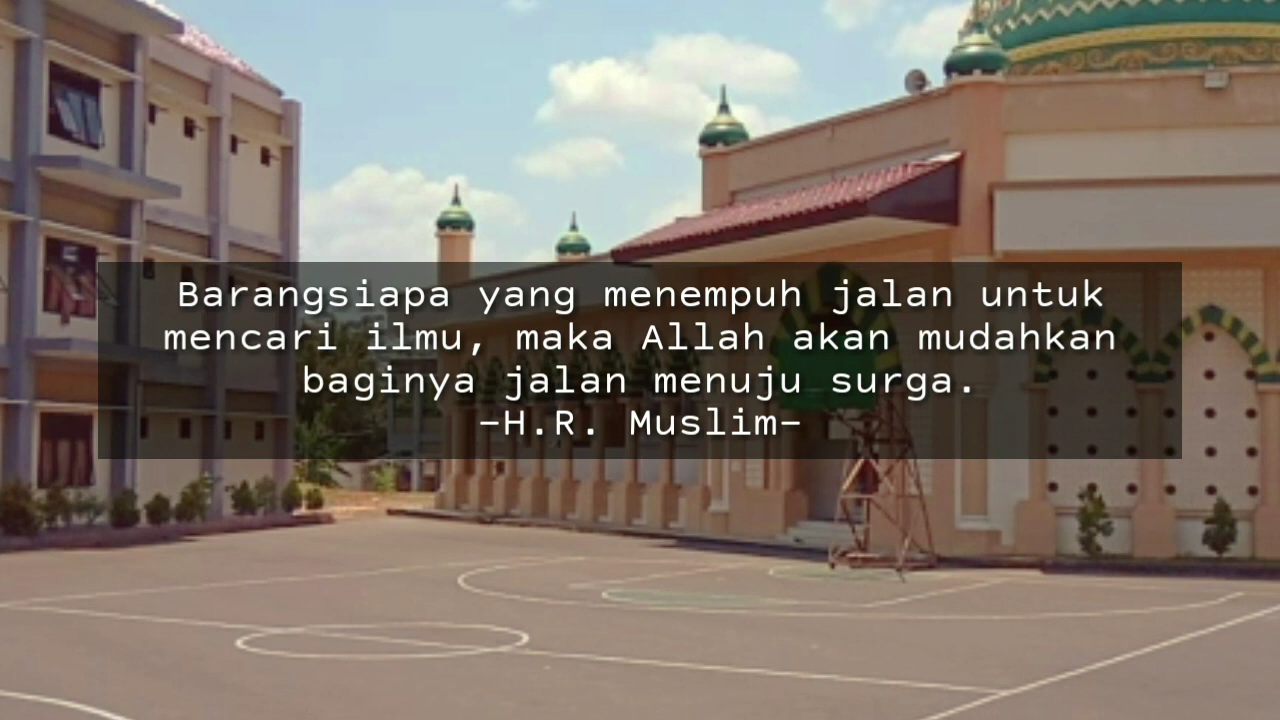 Barangsiapa yang menempuh jalan untuk
mencari ilmu, maka Allah akan mudahkan
baginya jalan menuju surga.
-H.R. Muslim-